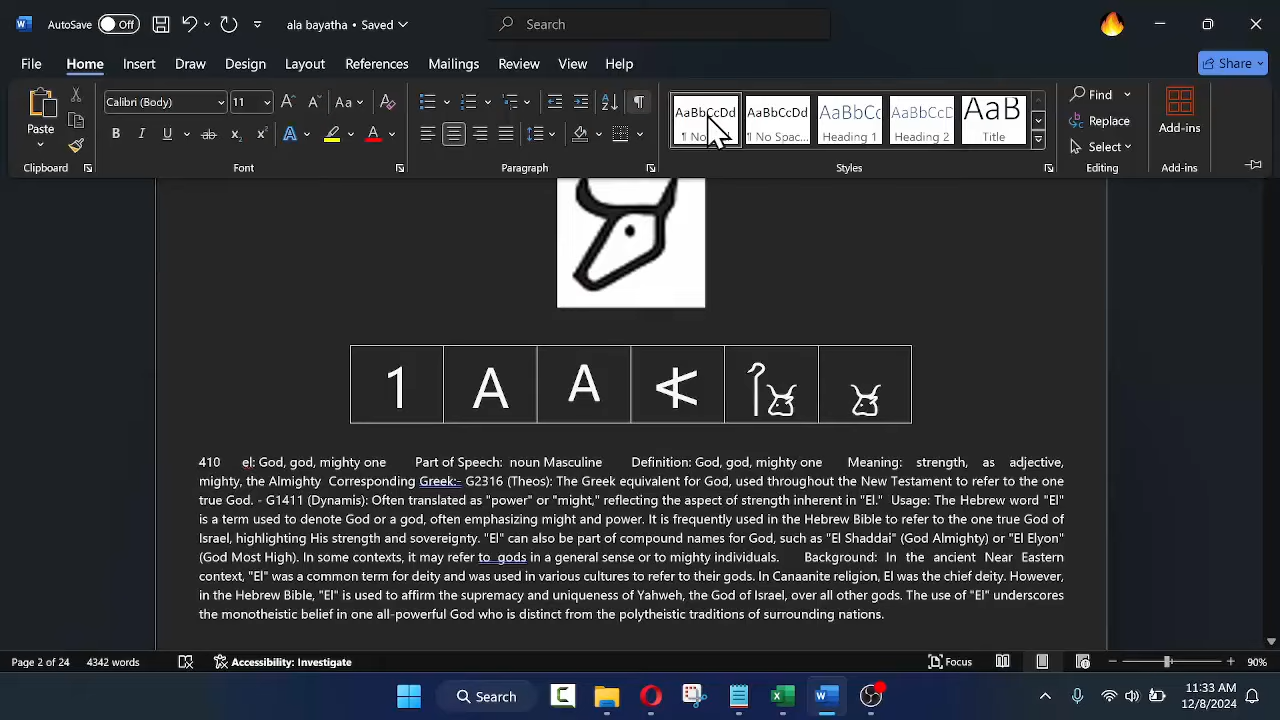 AutoSave Off ala bayatha • Saved Search
File Home Insert Draw Design Layout References Mailings Review View Help Share
Paste Calibri (Body) 11 Aa A AaBbCcDd AaBbCcDd AaBbCc AaBbCcD AaB Find Replace Select Add-ins
¶ No ¶ No Spac... Heading 1 Heading 2 Title
B I U ab x₂ x² A A
Clipboard Font Paragraph Styles Editing Add-ins
1 A A
410 el: God, god, mighty one Part of Speech: noun Masculine Definition: God, god, mighty one Meaning: strength, as adjective,
mighty, the Almighty Corresponding Greek:- G2316 (Theos): The Greek equivalent for God, used throughout the New Testament to refer to the one
true God. - G1411 (Dynamis): Often translated as "power" or "might," reflecting the aspect of strength inherent in "El." Usage: The Hebrew word "El"
is a term used to denote God or a god, often emphasizing might and power. It is frequently used in the Hebrew Bible to refer to the one true God of
Israel, highlighting His strength and sovereignty. "El" can also be part of compound names for God, such as "El Shaddai" (God Almighty) or "El Elyon"
(God Most High). In some contexts, it may refer to gods in a general sense or to mighty individuals. Background: In the ancient Near Eastern
context, "El" was a common term for deity and was used in various cultures to refer to their gods. In Canaanite religion, El was the chief deity. However,
in the Hebrew Bible, "El" is used to affirm the supremacy and uniqueness of Yahweh, the God of Israel, over all other gods. The use of "El" underscores
the monotheistic belief in one all-powerful God who is distinct from the polytheistic traditions of surrounding nations.
Page 2 of 24 4342 words Accessibility: Investigate Focus 90%
Search 11:33 AM
12/8/2024